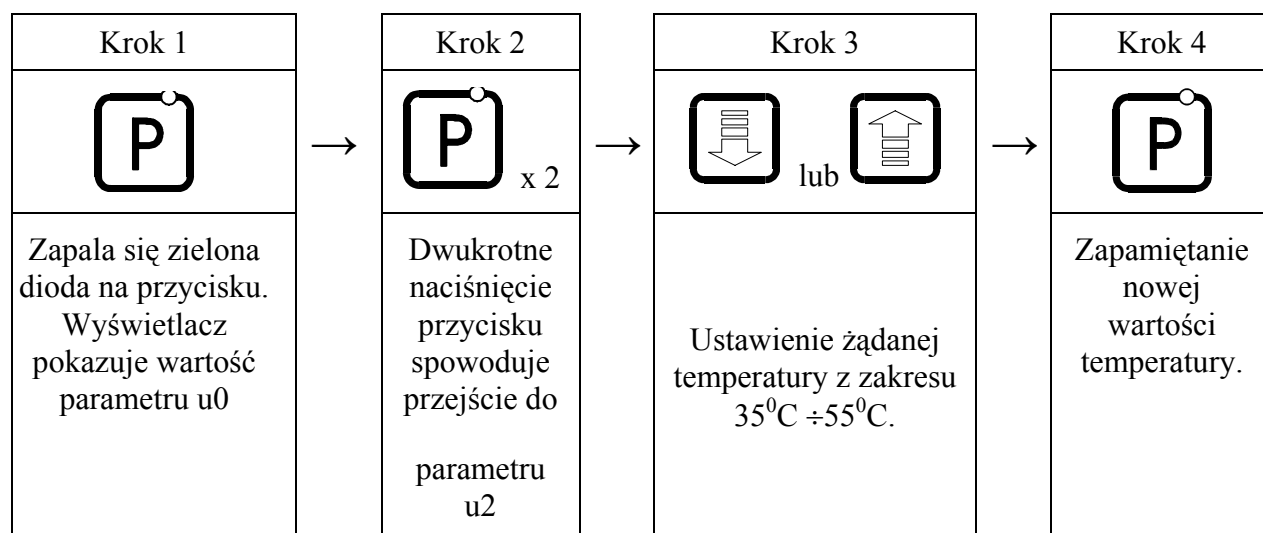 Krok 1
P
Zapala się zielona
dioda na przycisku.
Wyświetlacz
pokazuje wartość
parametru u0
→
Krok 2
P
x 2
Dwukrotne
naciśnięcie
przycisku
spowoduje
przejście do
parametru
u2
→
Krok 3
lub
Ustawienie żądanej
temperatury z zakresu
35⁰C ÷55⁰C.
→
Krok 4
P
Zapamiętanie
nowej
wartości
temperatury.